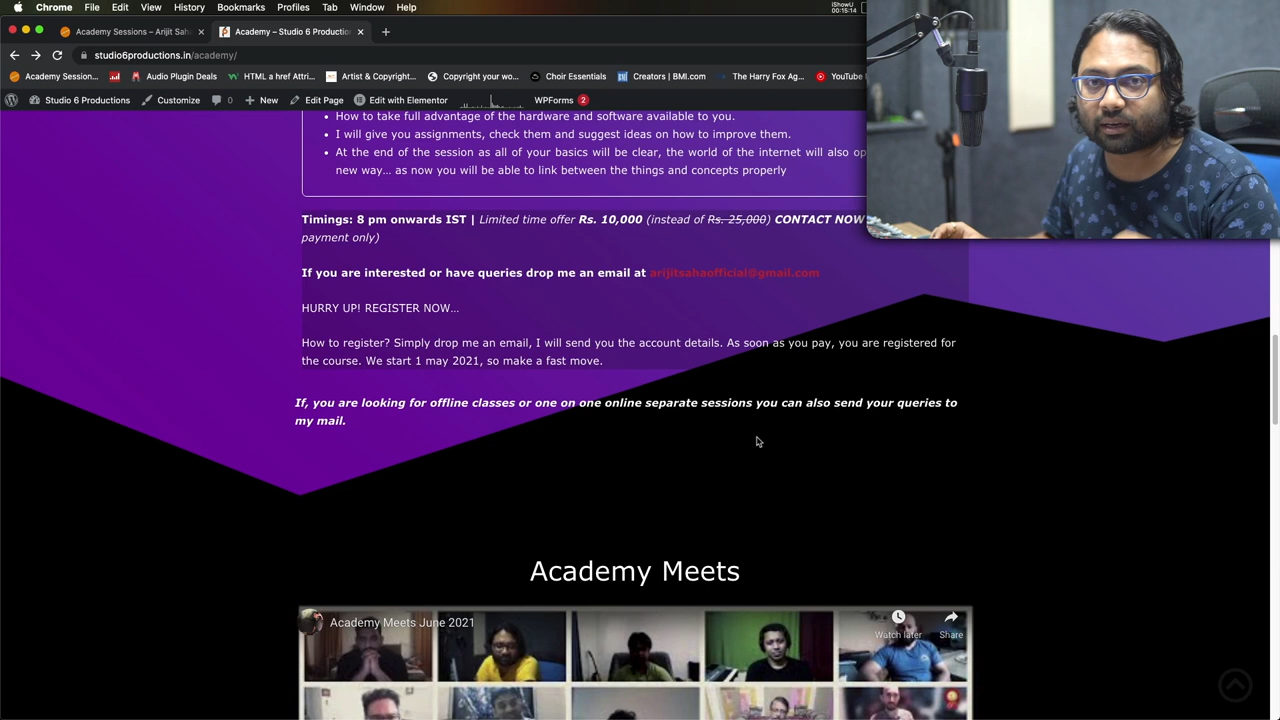 Chrome File Edit View History Bookmarks Profiles Tab Window Help
iShowU
00:15:14
Academy Sessions – Arijit Sah
Academy – Studio 6 Production
studio6productions.in/academy/
Academy Session... Audio Plugin Deals HTML a href Attri... Artist & Copyright... Copyright your wo... Choir Essentials Creators | BMI.com The Harry Fox Ag... YouTube
Studio 6 Productions Customize 0 New Edit Page Edit with Elementor WPForms 2
How to take full advantage of the hardware and software available to you.
I will give you assignments, check them and suggest ideas on how to improve them.
At the end of the session as all of your basics will be clear, the world of the internet will also op
new way… as now you will be able to link between the things and concepts properly
Timings: 8 pm onwards IST | Limited time offer Rs. 10,000 (instead of Rs. 25,000) CONTACT NOW
payment only)
If you are interested or have queries drop me an email at arijitsahaofficial@gmail.com
HURRY UP! REGISTER NOW…
How to register? Simply drop me an email, I will send you the account details. As soon as you pay, you are registered for
the course. We start 1 may 2021, so make a fast move.
If, you are looking for offline classes or one on one online separate sessions you can also send your queries to
my mail.
Academy Meets
Academy Meets June 2021
Watch later Share